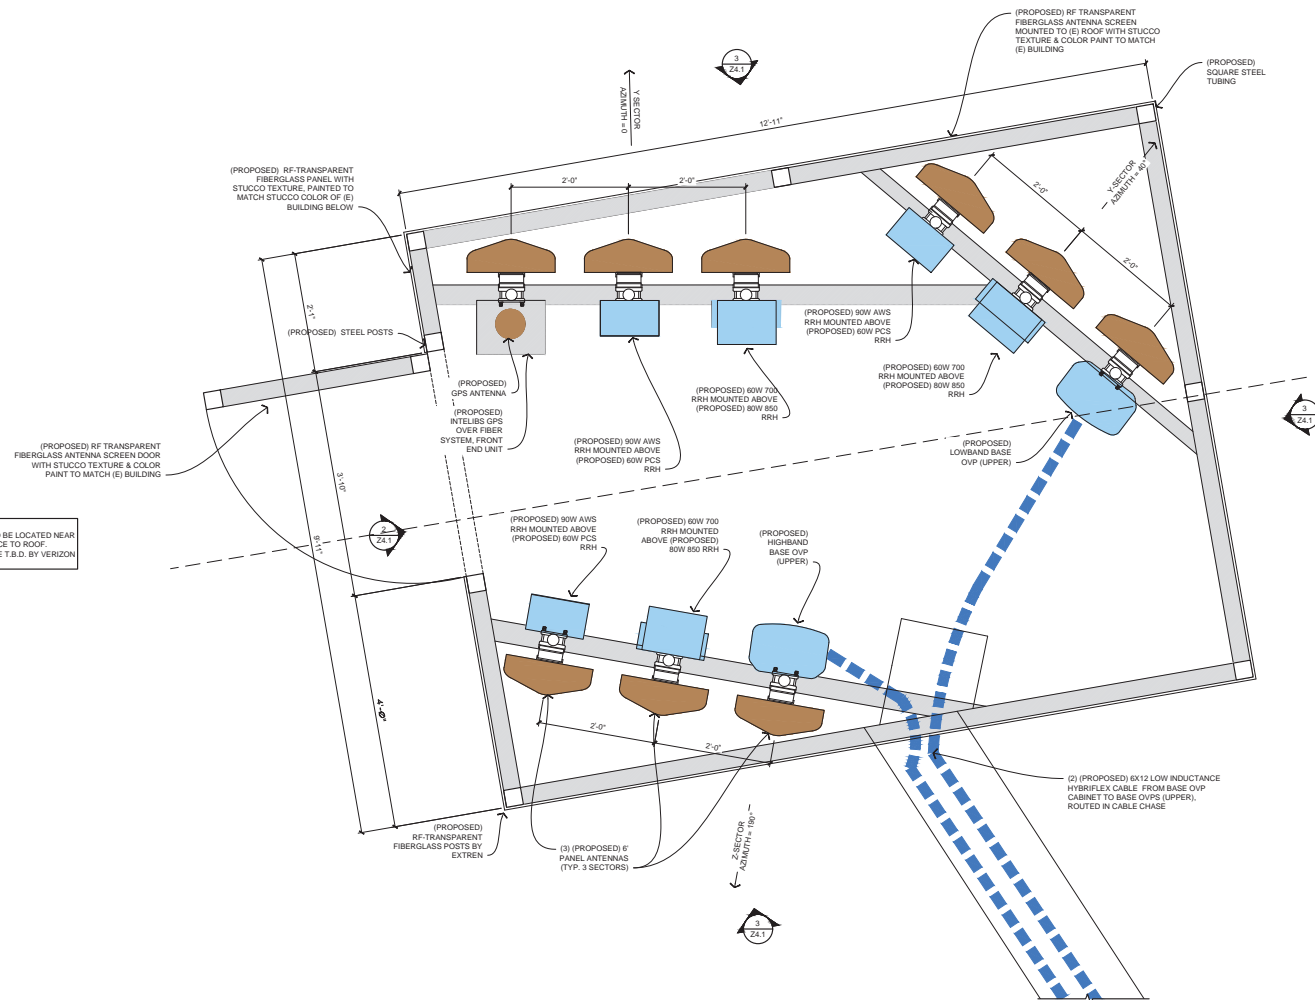 (PROPOSED) RF TRANSPARENT
FIBERGLASS ANTENNA SCREEN
MOUNTED TO (E) ROOF WITH STUCCO
TEXTURE & COLOR PAINT TO MATCH
(E) BUILDING
(PROPOSED)
SQUARE STEEL
TUBING
3
Z4.1
Y SECTOR
AZIMUTH = 0
12'-11"
(PROPOSED) RF-TRANSPARENT
FIBERGLASS PANEL WITH
STUCCO TEXTURE, PAINTED TO
MATCH STUCCO COLOR OF (E)
BUILDING BELOW
2'-0"
2'-0"
Y-SECTOR
AZIMUTH = 40°
2'-0"
2'-0"
2'-1"
(PROPOSED) STEEL POSTS
(PROPOSED)
GPS ANTENNA
(PROPOSED)
INTELIBS GPS
OVER FIBER
SYSTEM, FRONT
END UNIT
(PROPOSED) 90W AWS
RRH MOUNTED ABOVE
(PROPOSED) 60W PCS
RRH
(PROPOSED) 60W 700
RRH MOUNTED ABOVE
(PROPOSED) 80W 850
RRH
(PROPOSED) 90W AWS
RRH MOUNTED ABOVE
(PROPOSED) 60W PCS
RRH
(PROPOSED) 60W 700
RRH MOUNTED ABOVE
(PROPOSED) 80W 850
RRH
(PROPOSED)
LOWBAND BASE
OVP (UPPER)
3
Z4.1
(PROPOSED) RF TRANSPARENT
FIBERGLASS ANTENNA SCREEN DOOR
WITH STUCCO TEXTURE & COLOR
PAINT TO MATCH (E) BUILDING
3'-10"
9'-11"
2
Z4.1
BE LOCATED NEAR
CE TO ROOF.
E T.B.D. BY VERIZON
(PROPOSED) 90W AWS
RRH MOUNTED ABOVE
(PROPOSED) 60W PCS
RRH
(PROPOSED) 60W 700
RRH MOUNTED
ABOVE (PROPOSED)
80W 850 RRH
(PROPOSED)
HIGHBAND
BASE OVP
(UPPER)
4'-0"
2'-0"
2'-0"
(2) (PROPOSED) 6X12 LOW INDUCTANCE
HYBRIFLEX CABLE FROM BASE OVP
CABINET TO BASE OVPS (UPPER),
ROUTED IN CABLE CHASE
(PROPOSED)
RF-TRANSPARENT
FIBERGLASS POSTS BY
EXTREN
(3) (PROPOSED) 6'
PANEL ANTENNAS
(TYP. 3 SECTORS)
Z-SECTOR
AZIMUTH = 190°
3
Z4.1